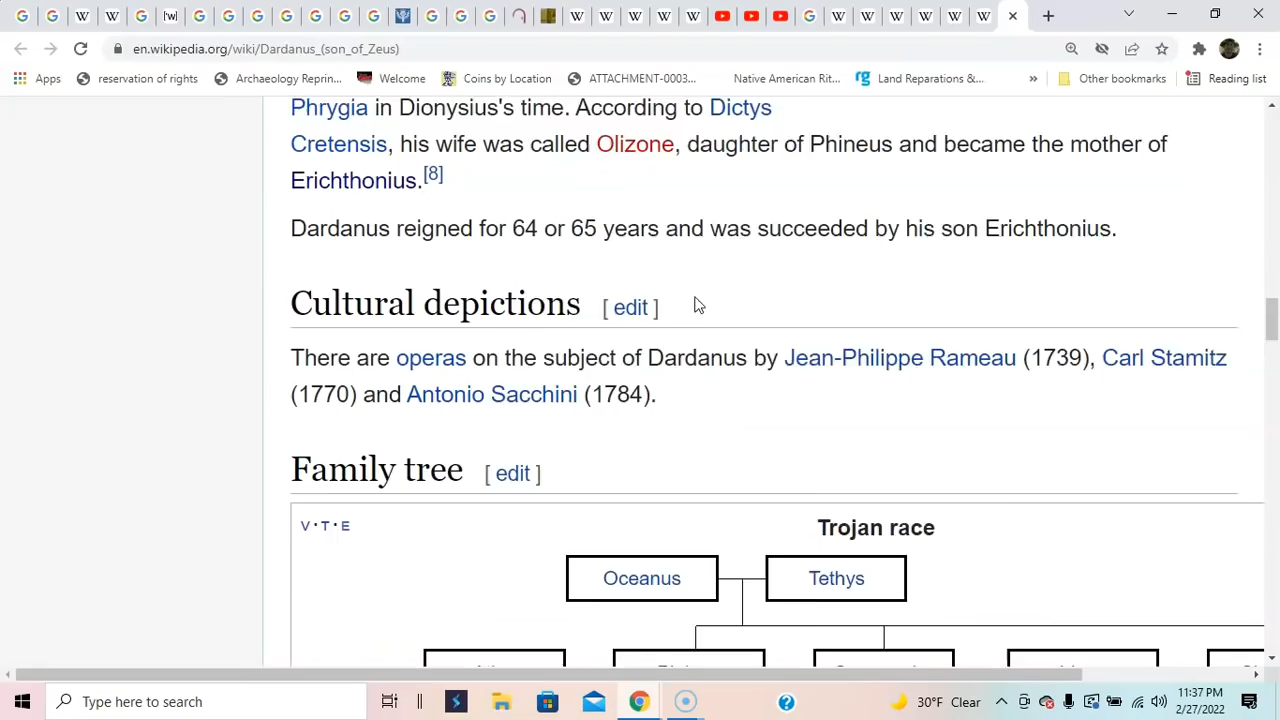 en.wikipedia.org/wiki/Dardanus_(son_of_Zeus)
Apps reservation of rights Archaeology Reprin... Welcome Coins by Location ATTACHMENT-0003... Native American Rit... Land Reparations &... » Other bookmarks Reading list
Phrygia in Dionysius's time. According to Dictys
Cretensis, his wife was called Olizone, daughter of Phineus and became the mother of
Erichthonius.[8]
Dardanus reigned for 64 or 65 years and was succeeded by his son Erichthonius.
Cultural depictions [ edit ]
There are operas on the subject of Dardanus by Jean-Philippe Rameau (1739), Carl Stamitz
(1770) and Antonio Sacchini (1784).
Family tree [ edit ]
V · T · E
Trojan race
Oceanus Tethys
Type here to search
30°F Clear
11:37 PM
2/27/2022